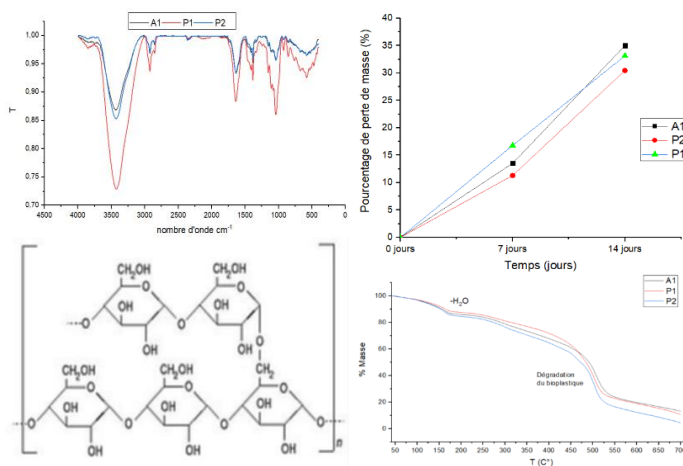 A1 P1 P2
1,00
0,95
0,90
0,85
0,80
0,75
0,70
T
4500 4000 3500 3000 2500 2000 1500 1000 500 0
nombre d'onde cm-1
Pourcentage de perte de masse (%)
40
35
30
25
20
15
10
5
0
A1
P2
P1
0 jours 7 jours 14 jours
Temps (jours)
CH2OH CH2OH
O O
OH OH
O O
OH OH
O
CH2OH CH2OH CH2
O O O
OH OH OH
O O O O
OH OH OH
n
A1
P1
P2
-H2O
Dégradation
du bioplastique
% Masse
100
80
60
40
20
0
50 100 150 200 250 300 350 400 450 500 550 600 650 700
T (C°)